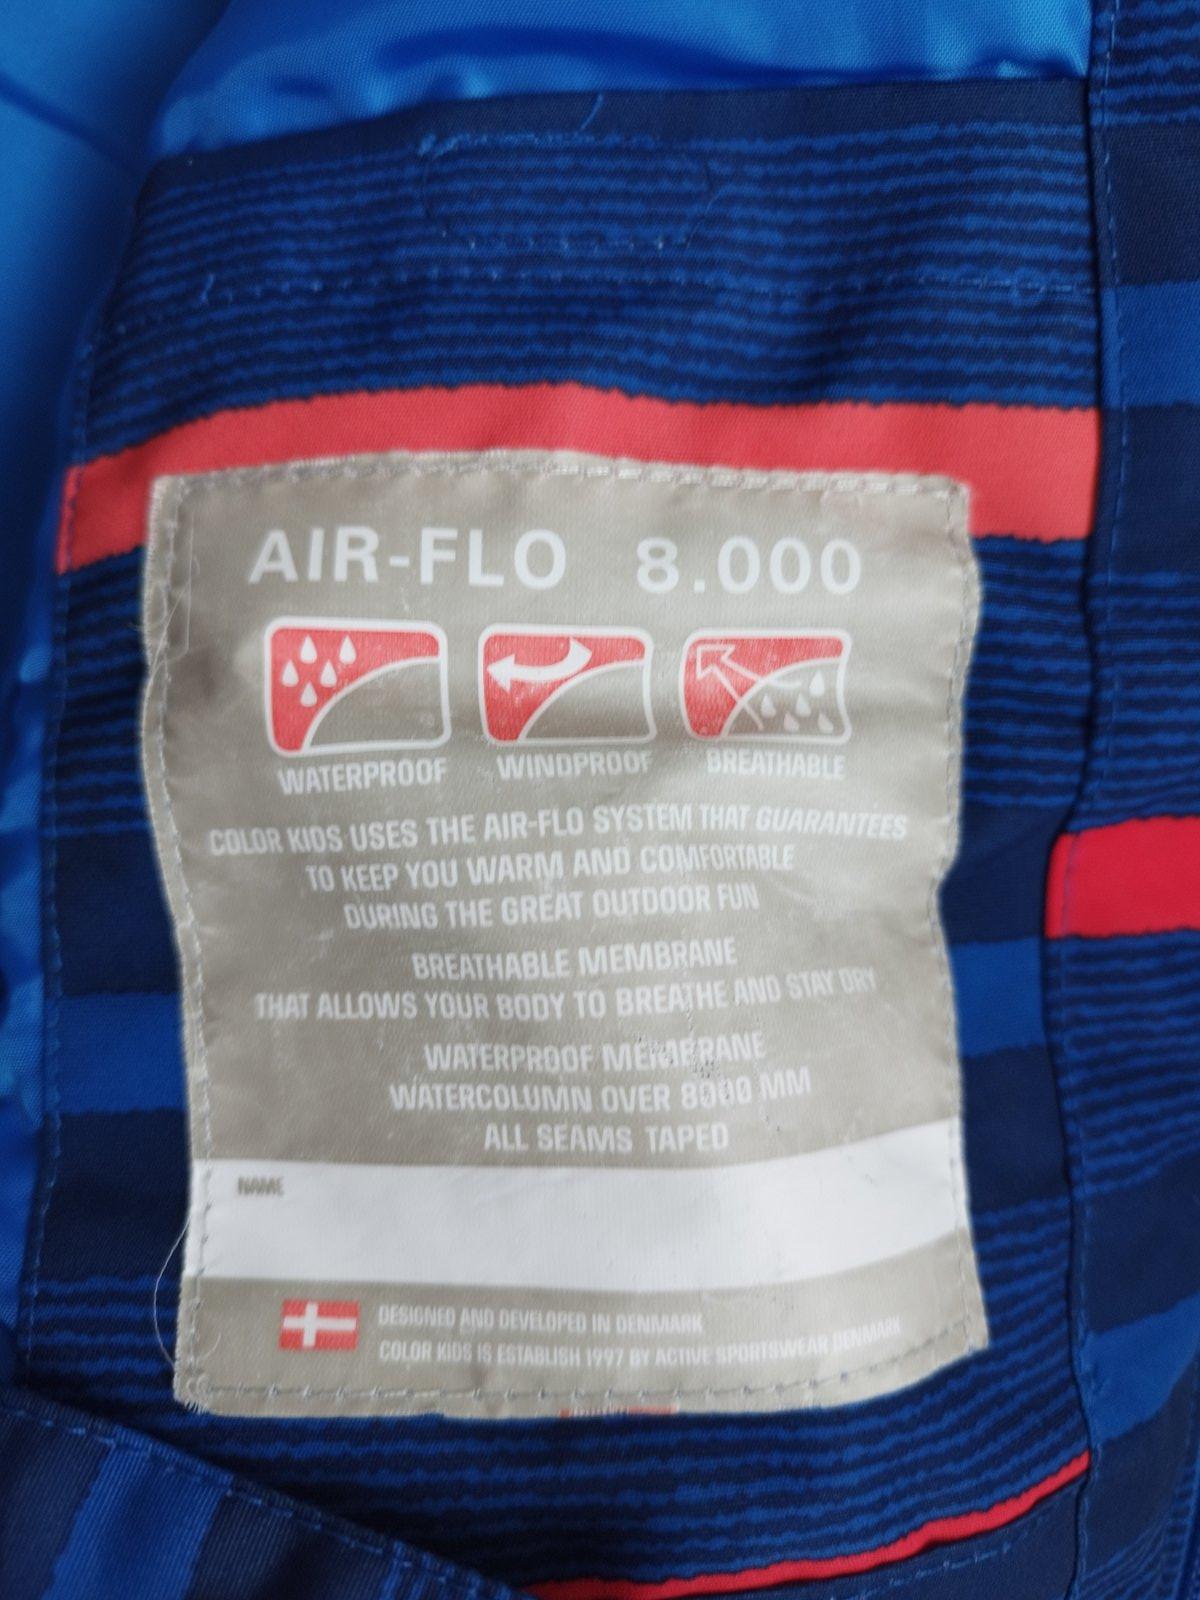 AIR-FLO 8.000
WATERPROOF WINDPROOF BREATHABLE
COLOR KIDS USES THE AIR-FLO SYSTEM THAT GUARANTEES
TO KEEP YOU WARM AND COMFORTABLE
DURING THE GREAT OUTDOOR FUN
BREATHABLE MEMBRANE
THAT ALLOWS YOUR BODY TO BREATHE AND STAY DRY
WATERPROOF MEMBRANE
WATERCOLUMN OVER 8000 MM
ALL SEAMS TAPED
NAME
DESIGNED AND DEVELOPED IN DENMARK
COLOR KIDS IS ESTABLISH 1997 BY ACTIVE SPORTSWEAR DENMARK